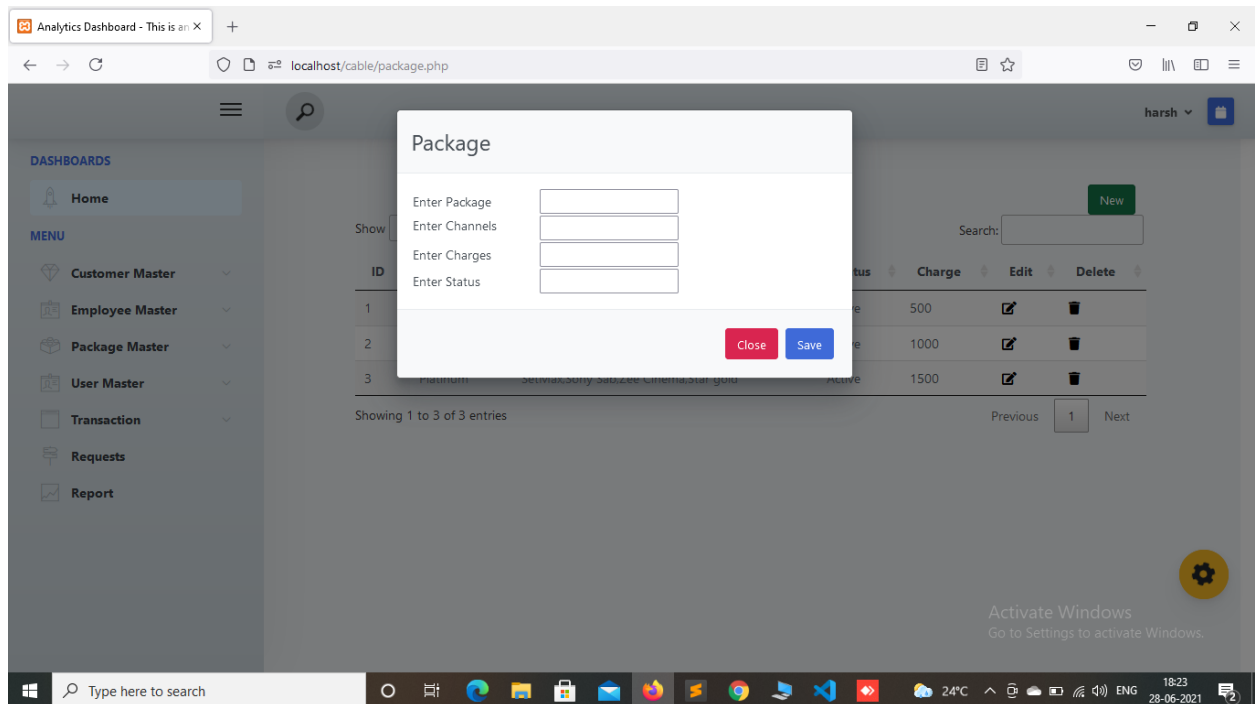 Analytics Dashboard - This is an
localhost/cable/package.php
harsh
DASHBOARDS
Home
MENU
Customer Master
Employee Master
Package Master
User Master
Transaction
Requests
Report
Package
Enter Package
Enter Channels
Enter Charges
Enter Status
Close Save
New
Show
Search:
ID tus Charge Edit Delete
1 e 500
2 e 1000
3 Platinum SetMax,Sony Sab,Zee Cinema,Star gold Active 1500
Showing 1 to 3 of 3 entries
Previous 1 Next
Activate Windows
Go to Settings to activate Windows.
Type here to search
24°C
ENG
18:23
28-06-2021
2